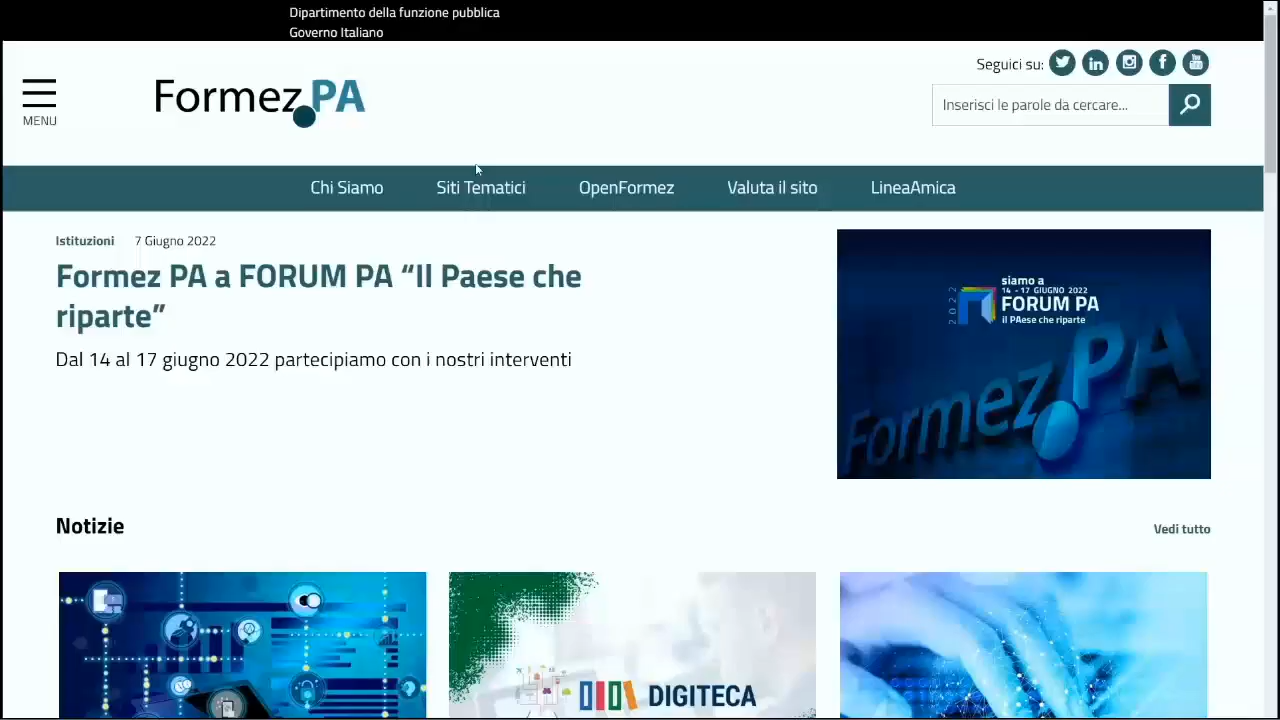 Dipartimento della funzione pubblica
Governo Italiano
Seguici su:
MENU
Formez PA
Inserisci le parole da cercare...
Chi Siamo
Siti Tematici
OpenFormez
Valuta il sito
LineaAmica
Istituzioni 7 Giugno 2022
Formez PA a FORUM PA “Il Paese che
riparte”
Dal 14 al 17 giugno 2022 partecipiamo con i nostri interventi
siamo a
14 - 17 GIUGNO 2022
2022
FORUM PA
il PAese che riparte
Formez PA
Notizie
Vedi tutto
DIGITECA